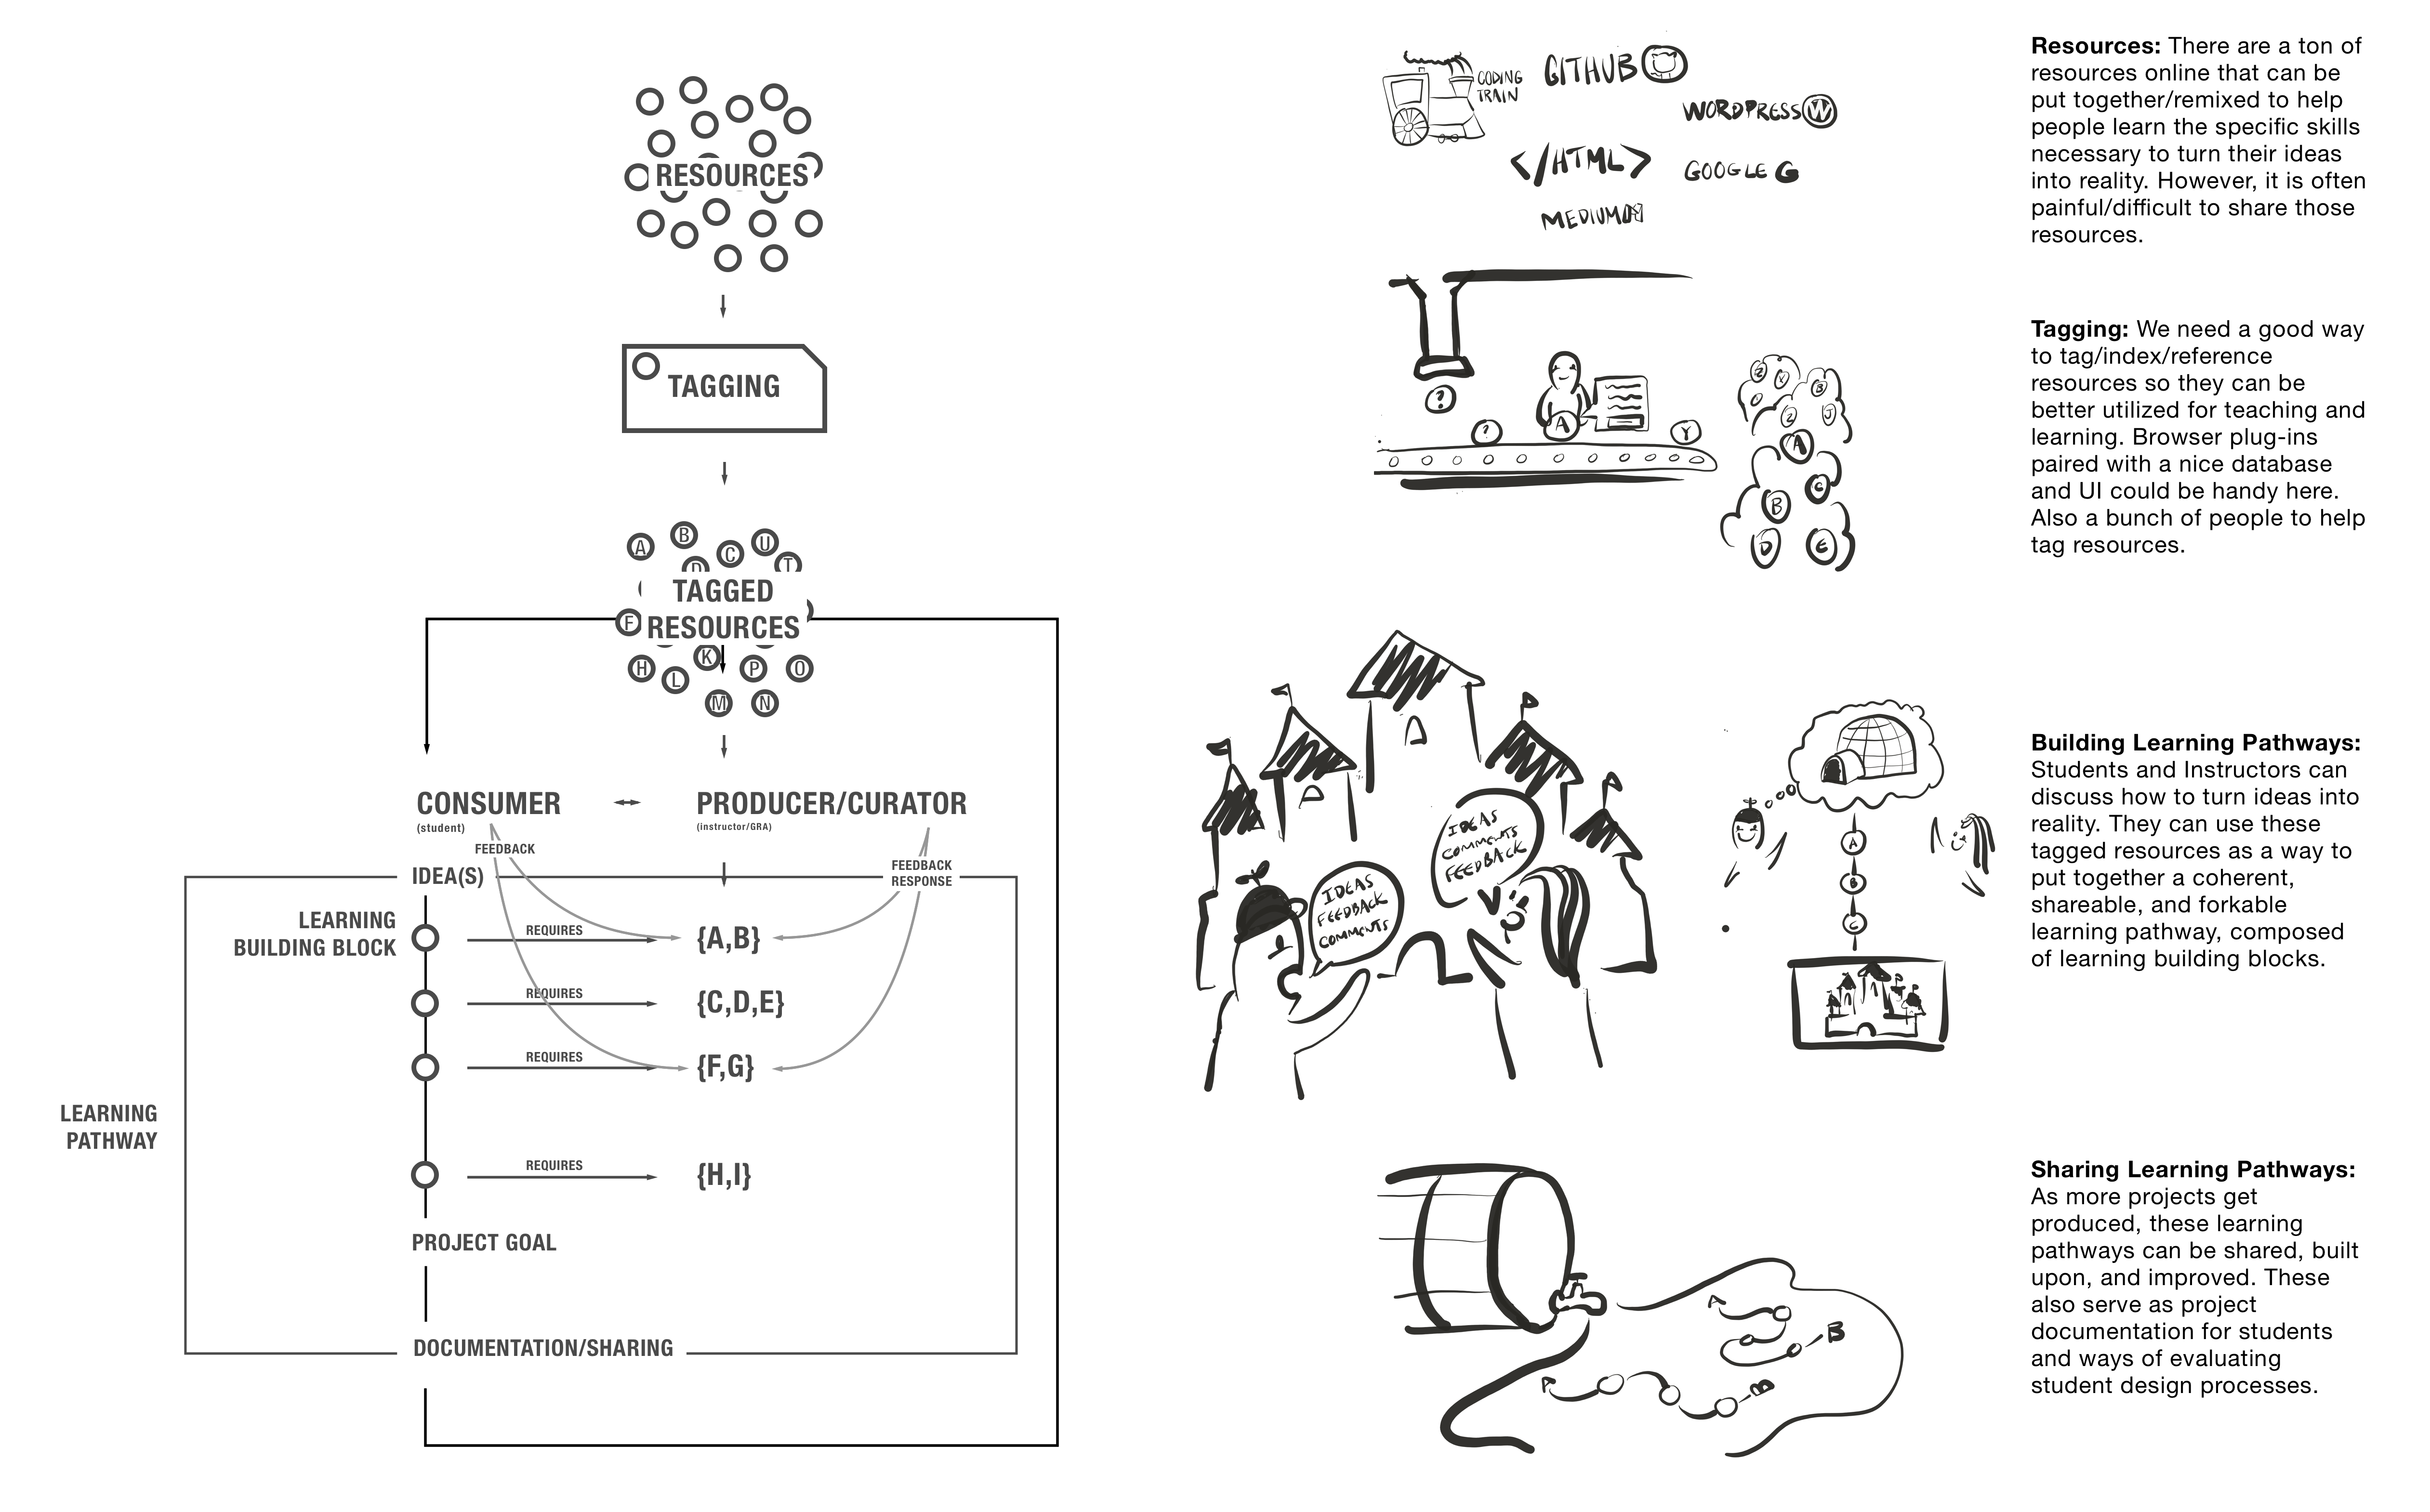 RESOURCES
TAGGING
A
B
C
U
D
T
TAGGED
F
RESOURCES
H
L
K
P
O
M
N
CONSUMER
(student)
PRODUCER/CURATOR
(instructor/GRA)
FEEDBACK
FEEDBACK
RESPONSE
IDEA(S)
LEARNING
BUILDING BLOCK
REQUIRES
{A,B}
REQUIRES
{C,D,E}
REQUIRES
{F,G}
LEARNING
PATHWAY
REQUIRES
{H,I}
PROJECT GOAL
DOCUMENTATION/SHARING
CODING
TRAIN
GITHUB
WORDPRESS W
</HTML>
GOOGLE G
MEDIUM
?
?
A
Y
Z
X
B
Z
J
A
C
B
D
E
IDEAS
FEEDBACK
COMMENTS
IDEAS
COMMENTS
FEEDBACK
A
B
C
A
B
A
B
Resources: There are a ton of
resources online that can be
put together/remixed to help
people learn the specific skills
necessary to turn their ideas
into reality. However, it is often
painful/difficult to share those
resources.
Tagging: We need a good way
to tag/index/reference
resources so they can be
better utilized for teaching and
learning. Browser plug-ins
paired with a nice database
and UI could be handy here.
Also a bunch of people to help
tag resources.
Building Learning Pathways:
Students and Instructors can
discuss how to turn ideas into
reality. They can use these
tagged resources as a way to
put together a coherent,
shareable, and forkable
learning pathway, composed
of learning building blocks.
Sharing Learning Pathways:
As more projects get
produced, these learning
pathways can be shared, built
upon, and improved. These
also serve as project
documentation for students
and ways of evaluating
student design processes.